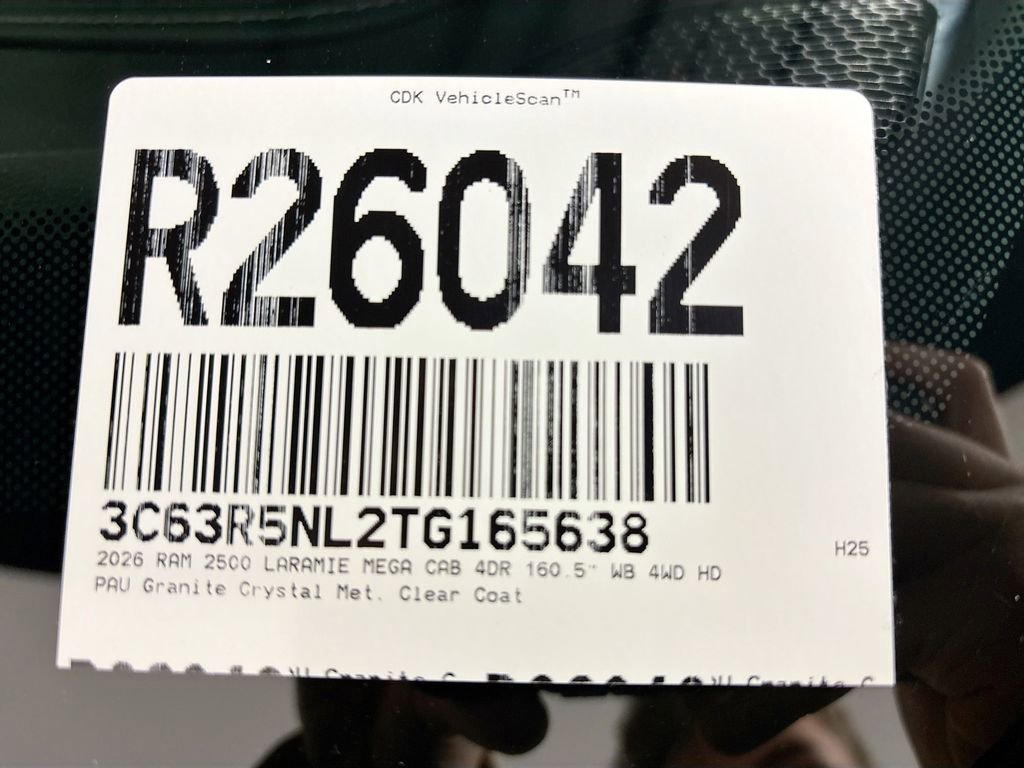 CDK VehicleScan™
R26042
3C63R5NL2TG165638
H25
2026 RAM 2500 LARAMIE MEGA CAB 4DR 160.5" WB 4WD HD
PAU Granite Crystal Met. Clear Coat